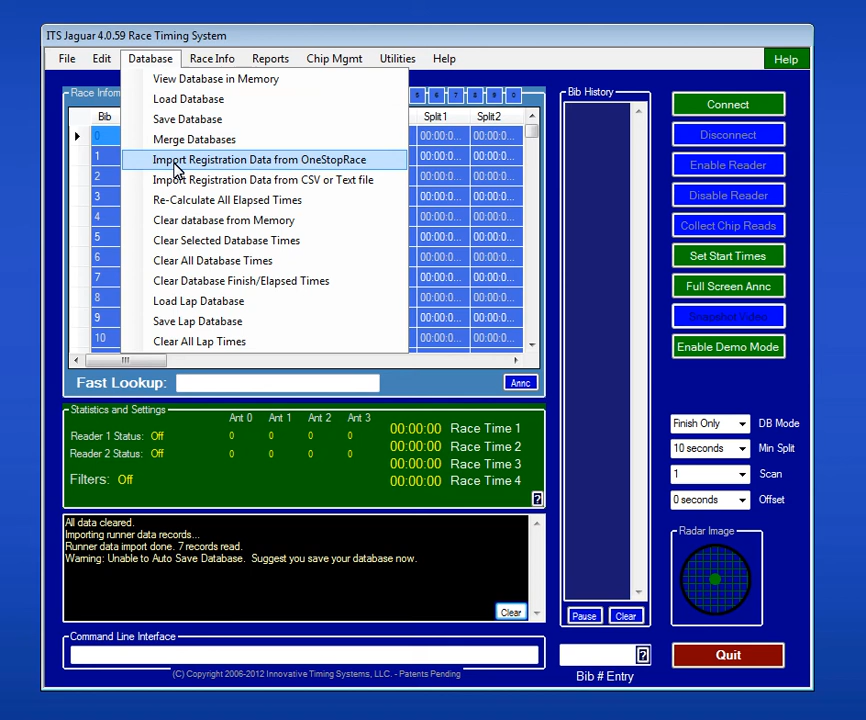 ITS Jaguar 4.0.59 Race Timing System
File Edit Database Race Info Reports Chip Mgmt Utilities Help Help
View Database in Memory
Load Database
Save Database
Merge Databases
Import Registration Data from OneStopRace
Import Registration Data from CSV or Text file
Re-Calculate All Elapsed Times
Clear database from Memory
Clear Selected Database Times
Clear All Database Times
Clear Database Finish/Elapsed Times
Load Lap Database
Save Lap Database
Clear All Lap Times
5 6 7 8 9 0
Bib Split1 Split2
0 00:00:0... 00:00:0...
1 00:00:0... 00:00:0...
2 00:00:0... 00:00:0...
3 00:00:0... 00:00:0...
4 00:00:0... 00:00:0...
5 00:00:0... 00:00:0...
6 00:00:0... 00:00:0...
7 00:00:0... 00:00:0...
8 00:00:0... 00:00:0...
9 00:00:0... 00:00:0...
10 00:00:0... 00:00:0...
Fast Lookup: Annc
Statistics and Settings
Ant 0 Ant 1 Ant 2 Ant 3
Reader 1 Status: Off 0 0 0 0
Reader 2 Status: Off 0 0 0 0
Filters: Off
00:00:00 Race Time 1
00:00:00 Race Time 2
00:00:00 Race Time 3
00:00:00 Race Time 4
?
All data cleared.
Importing runner data records...
Runner data import done. 7 records read.
Warning: Unable to Auto Save Database. Suggest you save your database now.
Clear
Command Line Interface
(C) Copyright 2006-2012 Innovative Timing Systems, LLC. - Patents Pending
Bib History
Pause Clear
?
Bib # Entry
Connect
Disconnect
Enable Reader
Disable Reader
Collect Chip Reads
Set Start Times
Full Screen Annc
Snapshot Video
Enable Demo Mode
Finish Only DB Mode
10 seconds Min Split
1 Scan
0 seconds Offset
Radar Image
Quit